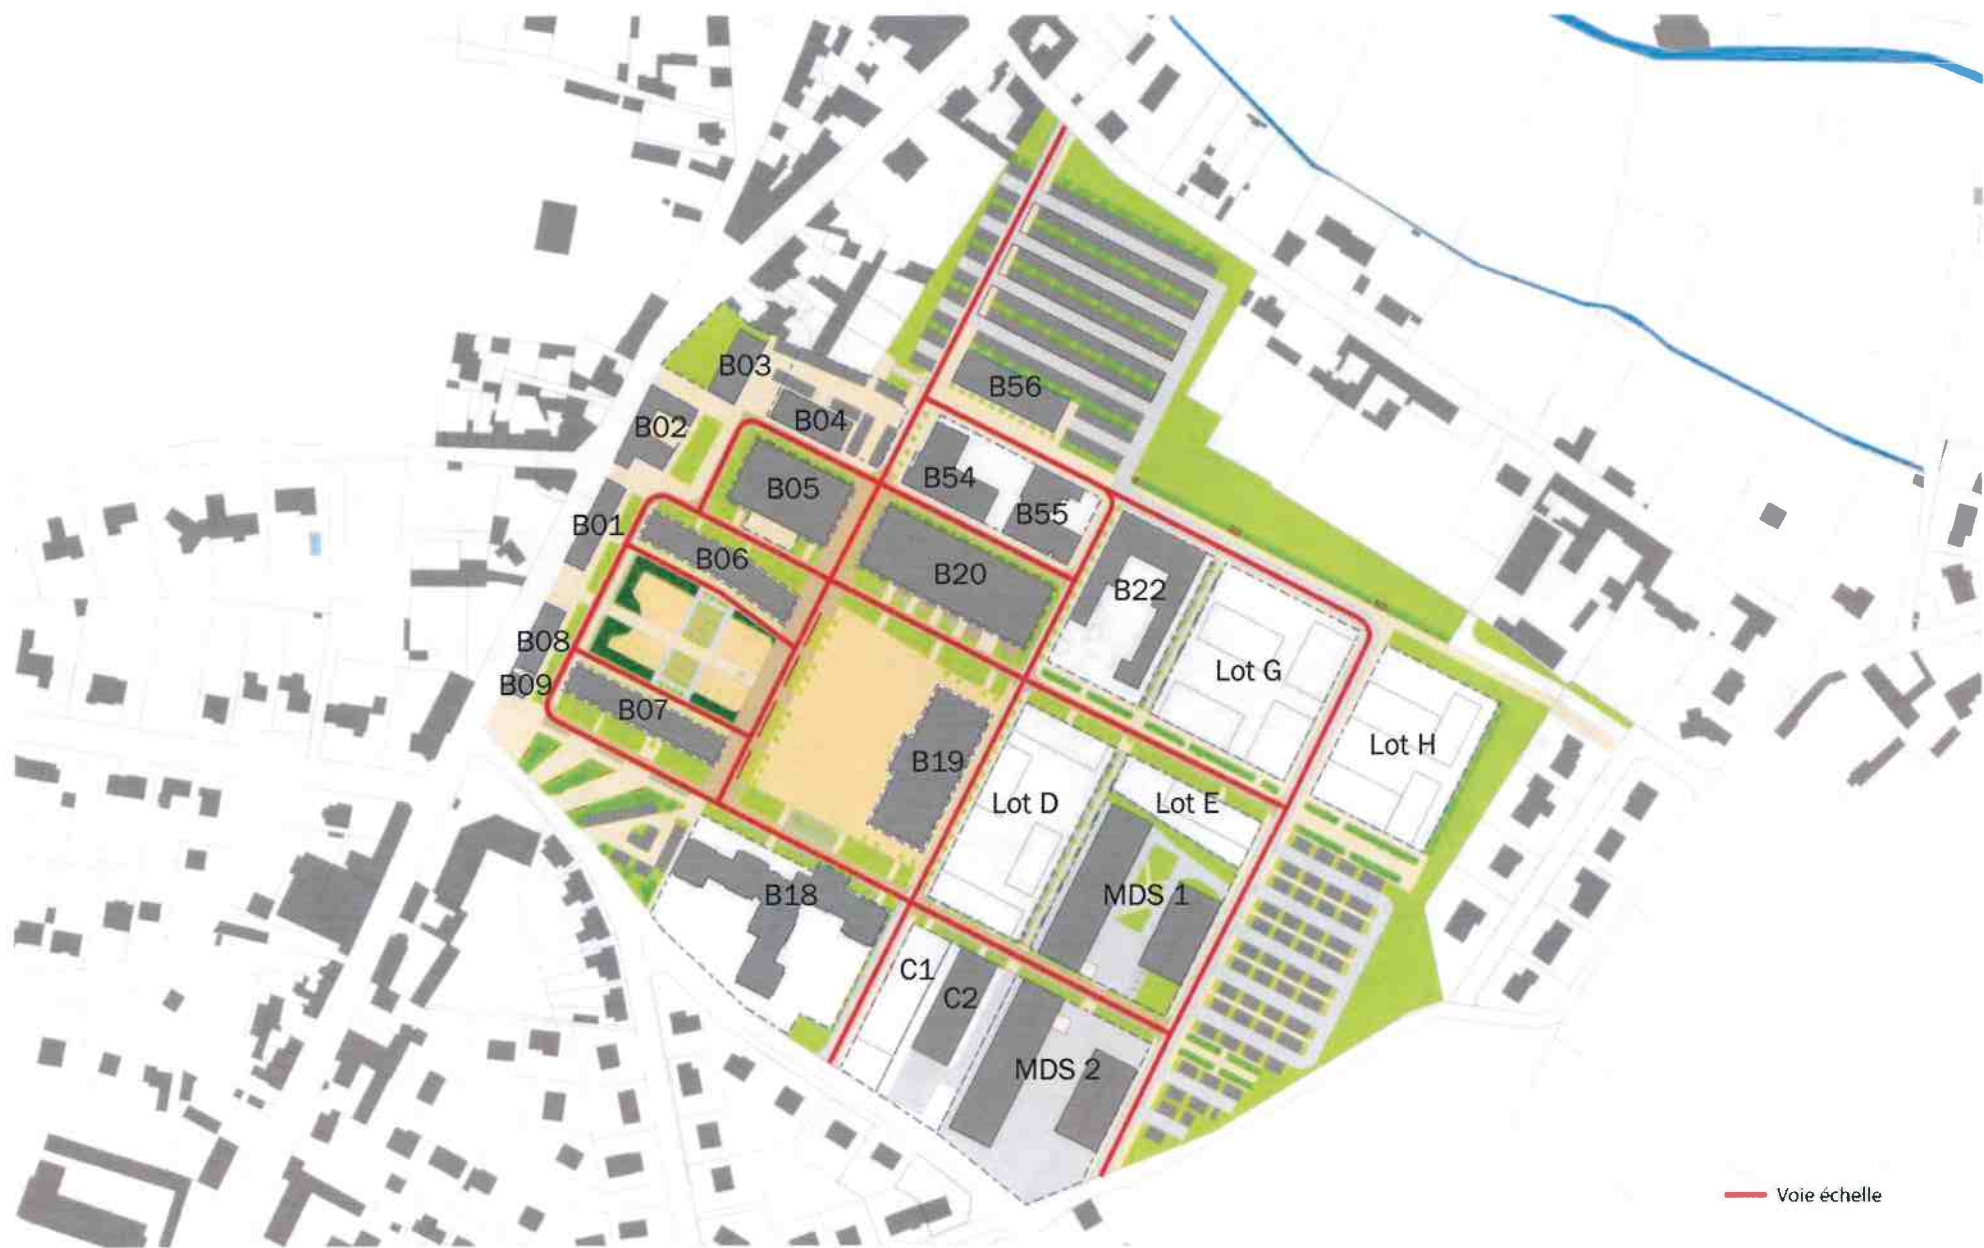 B03
B56
B02
B04
B54
B05
B55
B01
B06
B20
B22
B08
Lot G
B09
B07
Lot H
B19
Lot D
Lot E
B18
MDS 1
C1
C2
MDS 2
Voie échelle